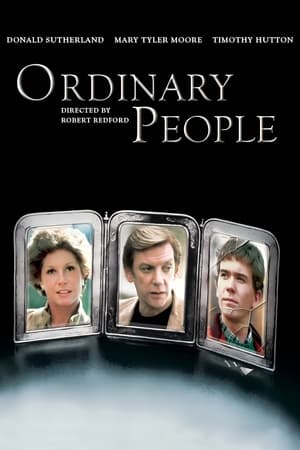 DONALD SUTHERLAND MARY TYLER MOORE TIMOTHY HUTTON
ORDINARY
DIRECTED BY
ROBERT REDFORD
PEOPLE